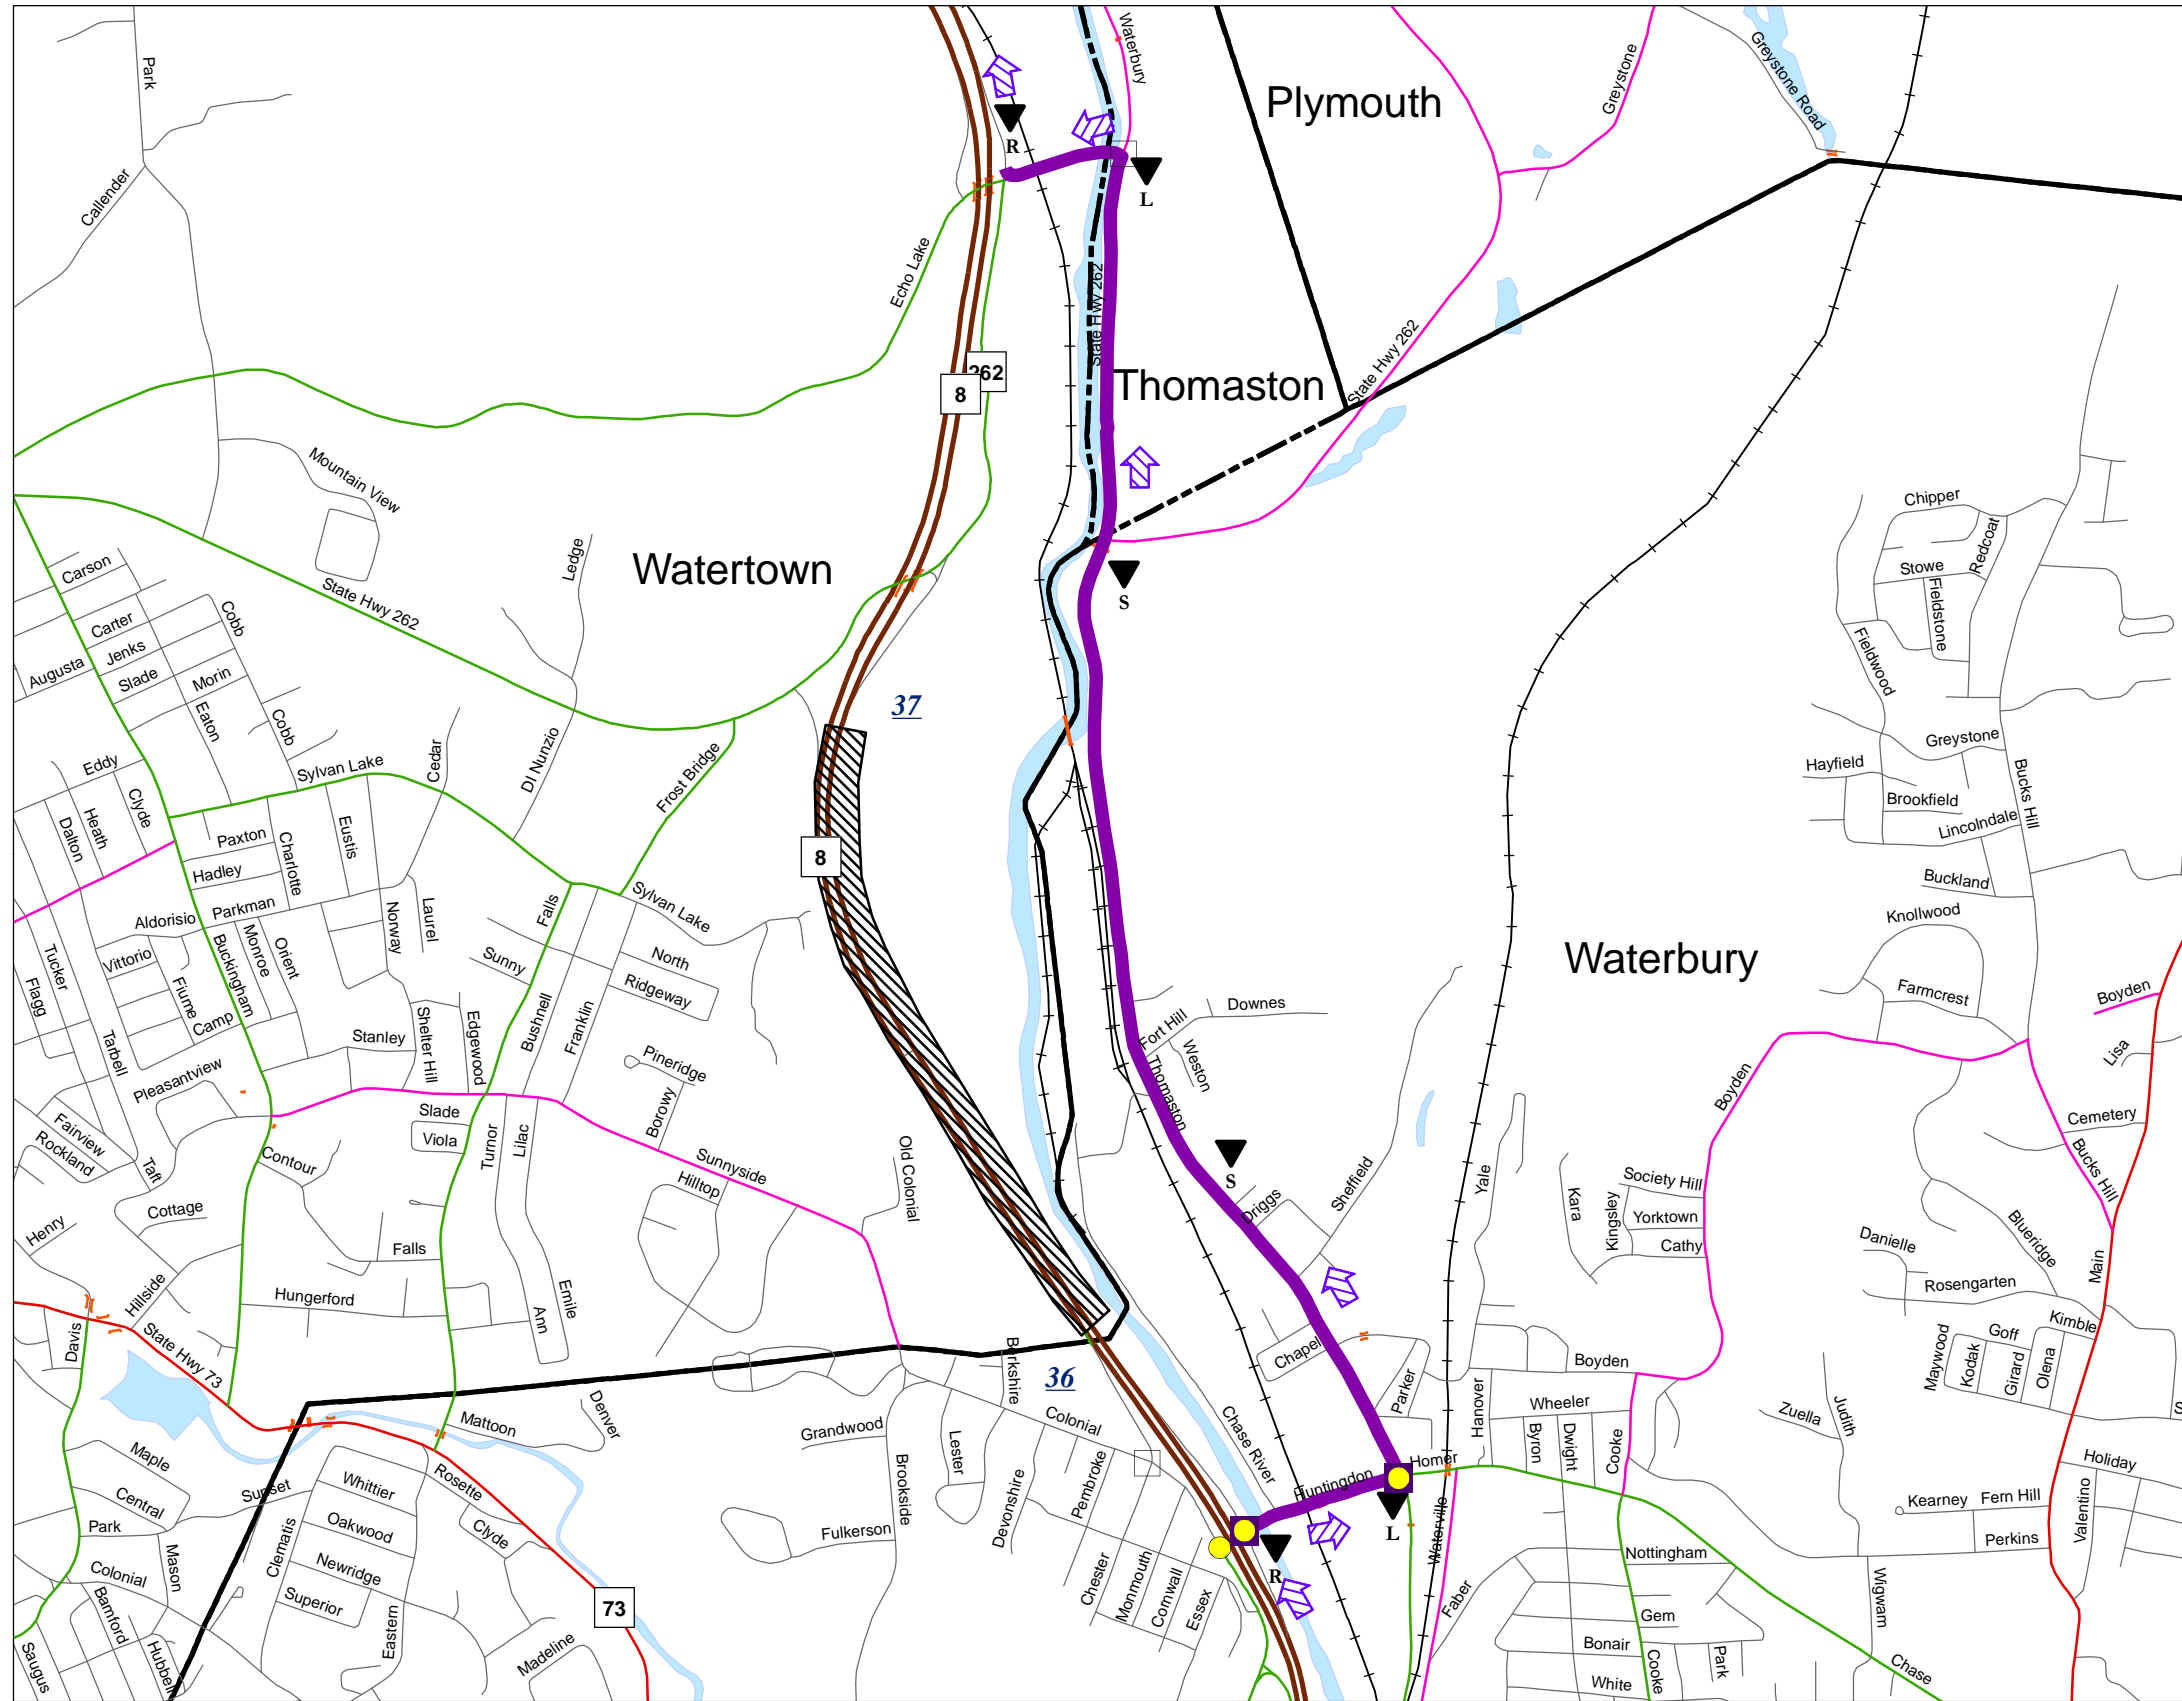 Waterbury
Greystone Road
Park
Greystone
Plymouth
R
Callender
L
Echo Lake
State Hwy 262
262
8
Thomaston
State Hwy 262
Mountain View
Chipper
Redcoat
Ledge
Watertown
Carson
Stowe
Fieldstone
State Hwy 262
Cobb
S
Carter
Jenks
Fieldwood
Augusta
Slade
Morin
Eaton
37
Cobb
DI Nunzio
Greystone
Eddy
Sylvan Lake
Cedar
Frost Bridge
Hayfield
Bucks Hill
Clyde
Heath
Dalton
Brookfield
Lincolndale
Paxton
Eustis
8
Charlotte
Hadley
Buckland
Sylvan Lake
Falls
Parkman
Aldorisio
Norway
Laurel
Knollwood
Tucker
Monroe
Orient
Buckingham
Vittorio
Sunny
North
Waterbury
Flagg
Fiume
Ridgeway
Farmcrest
Boyden
Camp
Bushnell
Franklin
Downes
Fort Hill
Tarbell
Stanley
Shelter Hill
Edgewood
Weston
Lisa
Pleasantview
Pineridge
Thomaston
Boyden
Borowy
Slade
Cemetery
Fairview
Viola
Rockland
Turnor
Lilac
Contour
Taft
Sunnyside
Old Colonial
S
Bucks Hill
Hilltop
Driggs
Sheffield
Yale
Society Hill
Kara
Kingsley
Cottage
Yorktown
Henry
Falls
Cathy
Danielle
Blueridge
Main
Hillside
Hungerford
Emile
Ann
Rosengarten
Davis
State Hwy 73
Kimble
Goff
Maywood
Kodak
Girard
Olena
Chapel
Boyden
36
Berkshire
Parker
Hanover
Wheeler
Denver
Mattoon
Colonial
Chase River
Grandwood
Zuella
Judith
Byron
Dwight
Cooke
Maple
Lester
Homer
Holiday
Rosette
Whittier
Sunset
Brookside
Pembroke
Devonshire
Huntingdon
Central
Kearney
Fern Hill
Valentino
Park
Oakwood
Clyde
Fulkerson
L
Waterville
Perkins
Clematis
Nottingham
Mason
Newridge
Colonial
Chester
Monmouth
Cornwall
Essex
R
Faber
Wigwam
Superior
73
Gem
Bamford
Eastern
Bonair
Hubbell
Madeline
Saugus
Park
Cooke
Chase
White
S